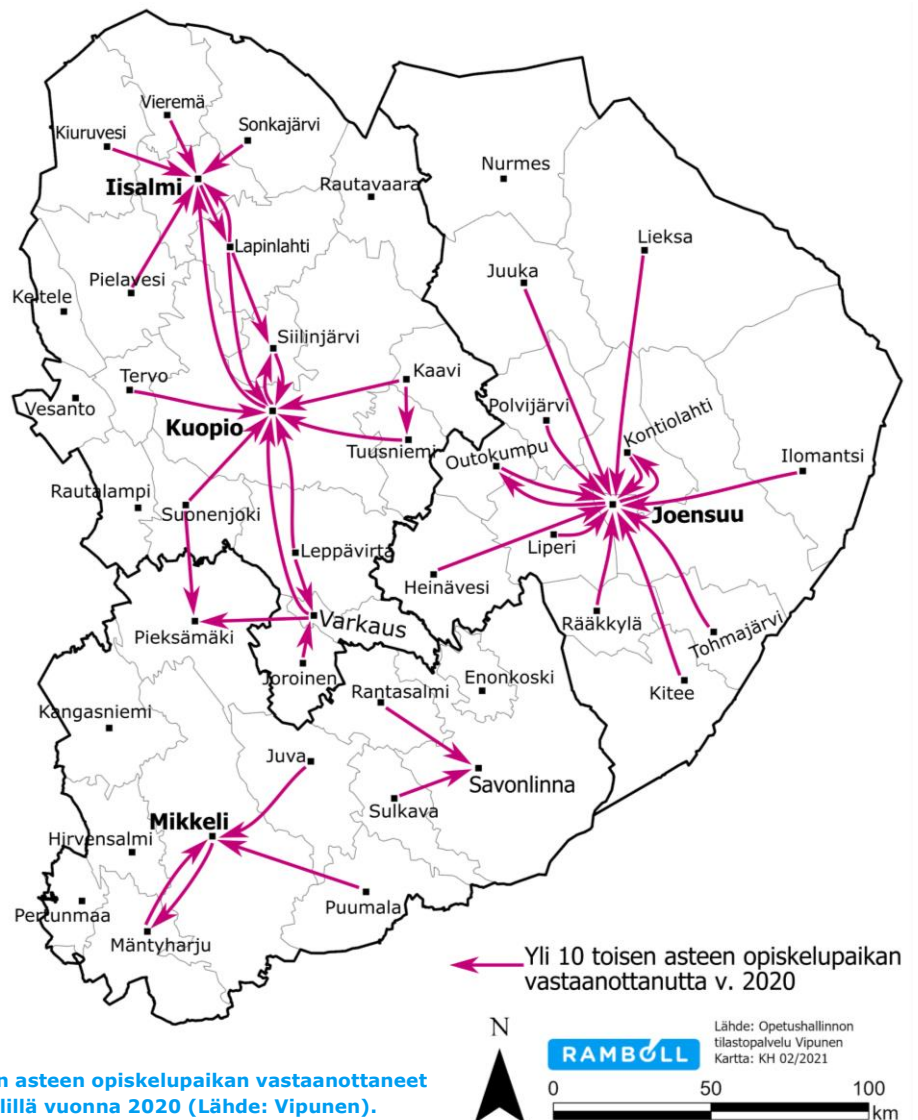 Vieremä
Kiuruvesi
Sonkajärvi
Iisalmi
Rautavaara
Nurmes
Lapinlahti
Lieksa
Juuka
Pielavesi
Keitele
Siilinjärvi
Tervo
Kaavi
Vesanto
Kuopio
Polvijärvi
Kontiolahti
Tuusniemi
Outokumpu
Ilomantsi
Rautalampi
Suonenjoki
Joensuu
Liperi
Leppävirta
Heinävesi
Rääkkylä
Varkaus
Pieksämäki
Tohmajärvi
Joroinen
Enonkoski
Rantasalmi
Kitee
Kangasniemi
Juva
Savonlinna
Sulkava
Mikkeli
Hirvensalmi
Pertunmaa
Puumala
Mäntyharju
Yli 10 toisen asteen opiskelupaikan
vastaanottanutta v. 2020
N
RAMBOLL
Lähde: Opetushallinnon
tilastopalvelu Vipunen
Kartta: KH 02/2021
n asteen opiskelupaikan vastaanottaneet
lillä vuonna 2020 (Lähde: Vipunen).
0 50 100
km